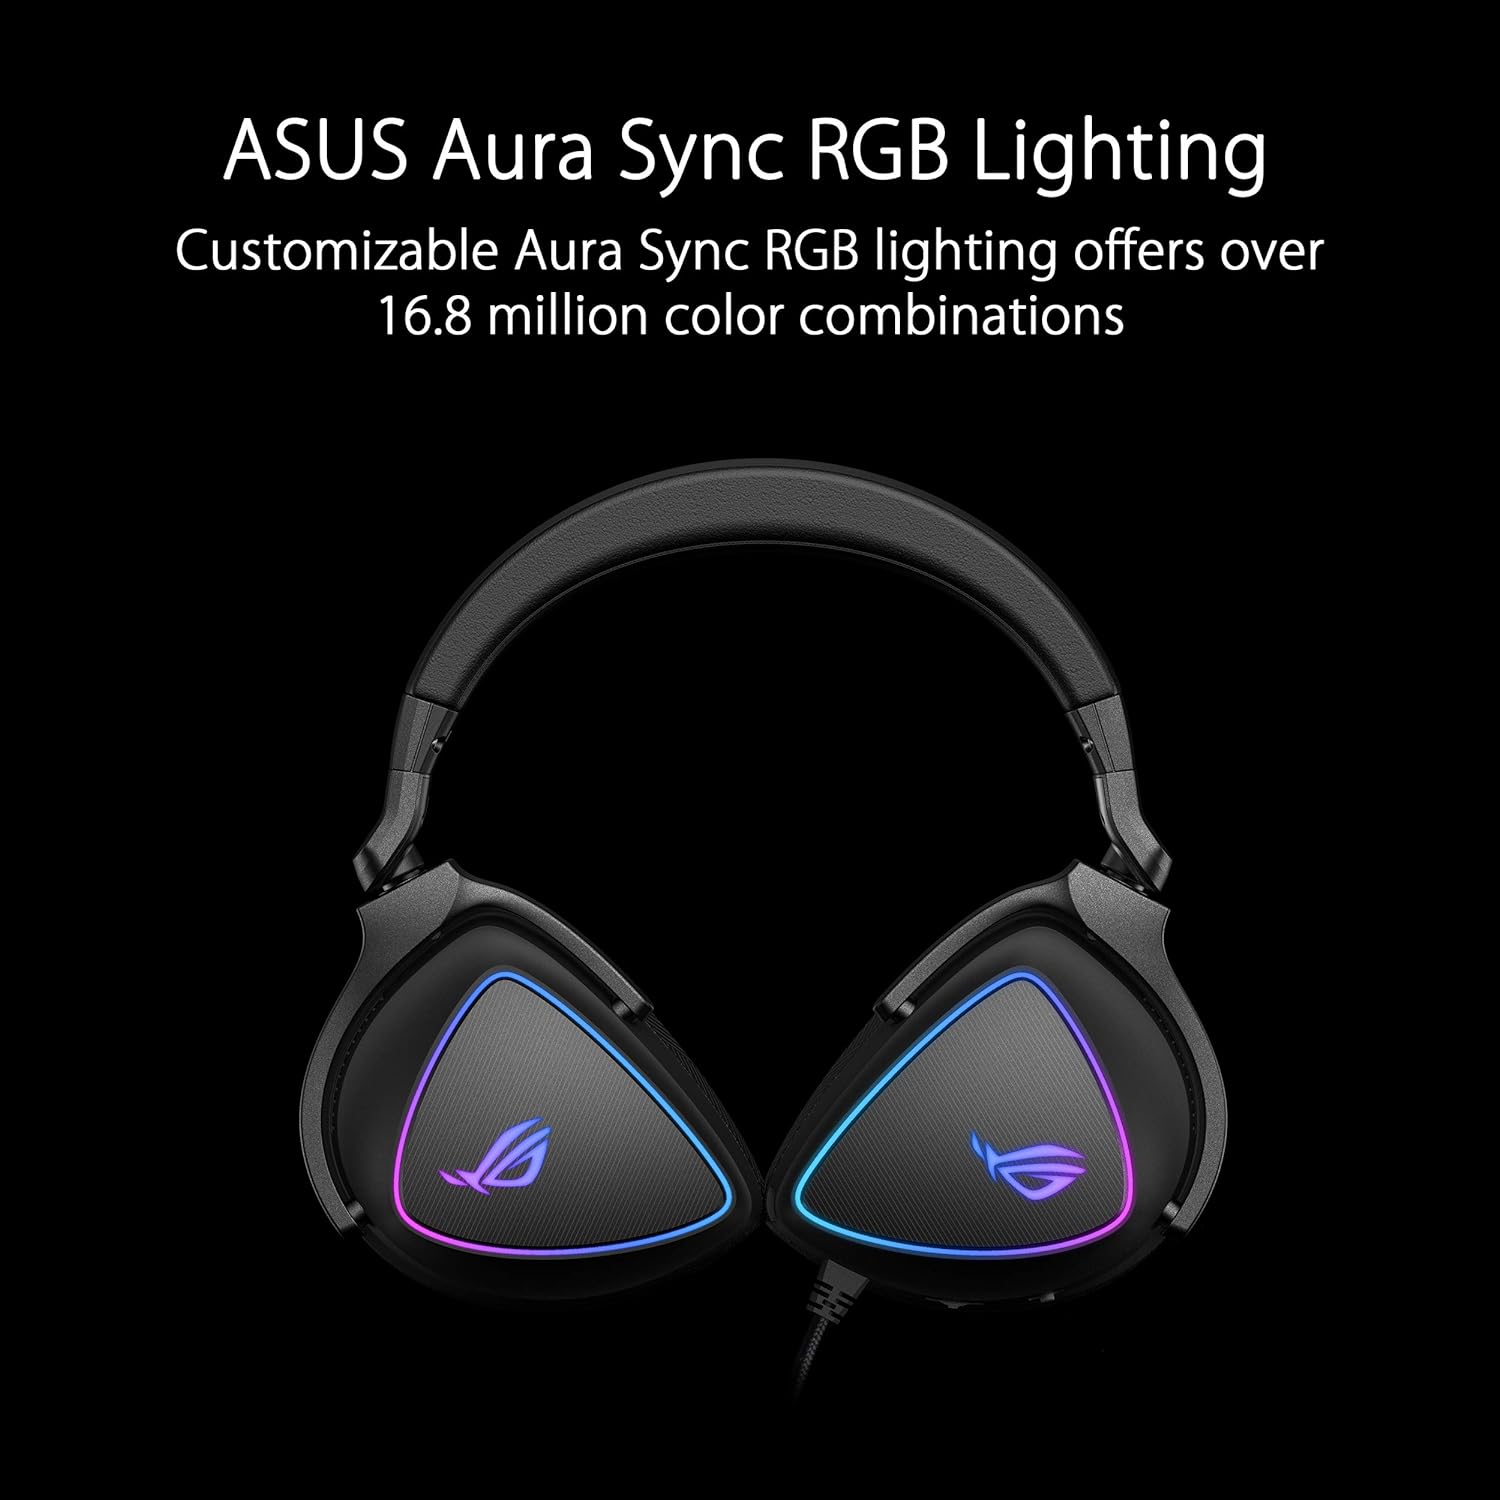 ASUS Aura Sync RGB Lighting
Customizable Aura Sync RGB lighting offers over
16.8 million color combinations